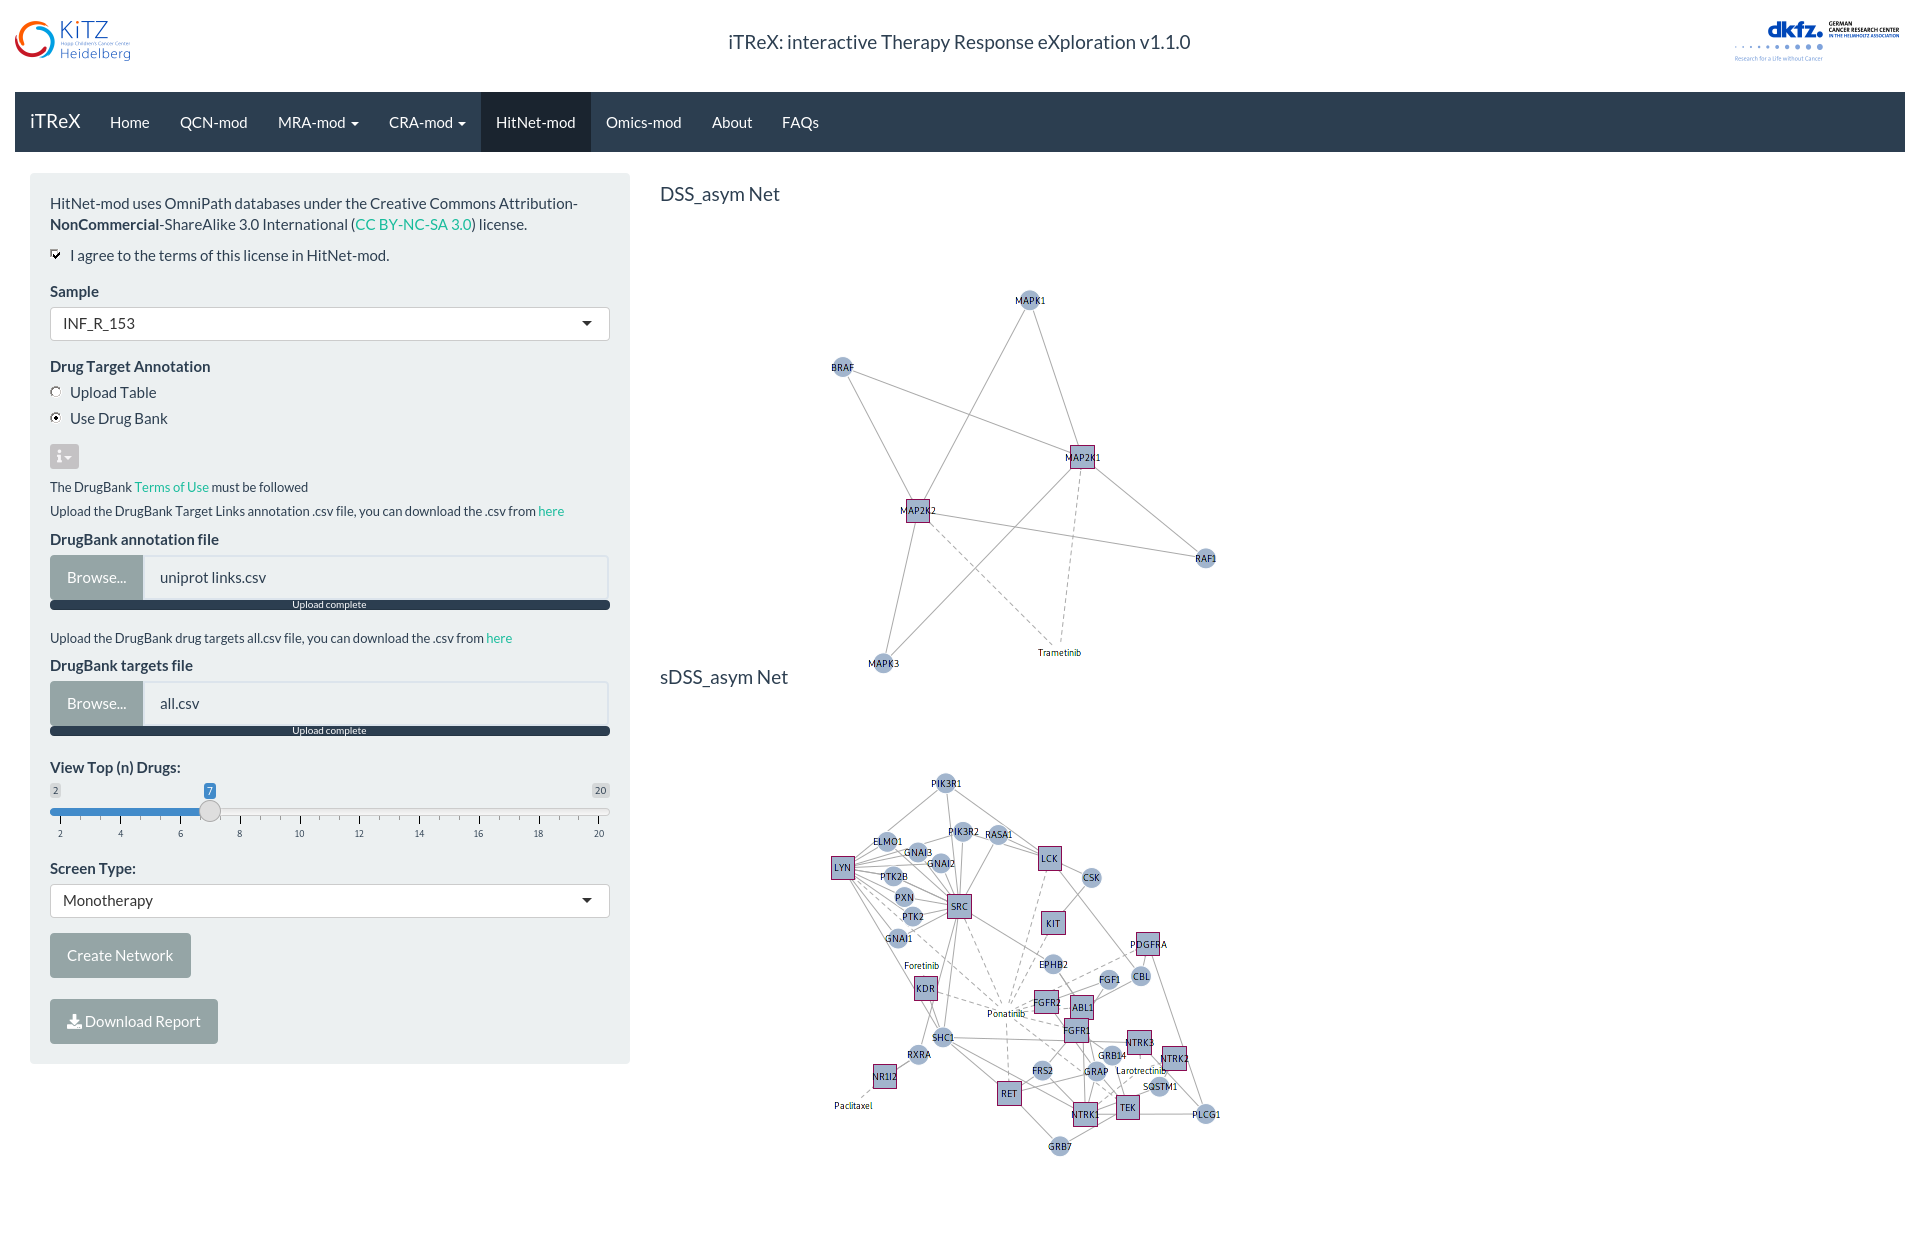 KiTZ
Hopp Children's Cancer Center
Heidelberg
iTReX: interactive Therapy Response eXploration v1.1.0
dkfz.
GERMAN
CANCER RESEARCH CENTER
IN THE HELMHOLTZ ASSOCIATION
Research for a Life without Cancer
iTReX Home QCN-mod MRA-mod CRA-mod HitNet-mod Omics-mod About FAQs
HitNet-mod uses OmniPath databases under the Creative Commons Attribution-
NonCommercial-ShareAlike 3.0 International (CC BY-NC-SA 3.0) license.
I agree to the terms of this license in HitNet-mod.
Sample
INF_R_153
Drug Target Annotation
Upload Table
Use Drug Bank
The DrugBank Terms of Use must be followed
Upload the DrugBank Target Links annotation .csv file, you can download the .csv from here
DrugBank annotation file
Browse... uniprot links.csv
Upload complete
Upload the DrugBank drug targets all.csv file, you can download the .csv from here
DrugBank targets file
Browse... all.csv
Upload complete
View Top (n) Drugs:
2 7 20
2 4 6 8 10 12 14 16 18 20
Screen Type:
Monotherapy
Create Network
Download Report
DSS_asym Net
MAPK1
BRAF
MAP2K1
MAP2K2
RAF1
Trametinib
MAPK3
sDSS_asym Net
PIK3R1
PIK3R2
RASA1
ELMO1
GNAI3
GNAI2
LCK
LYN
PTK2B
CSK
PXN
SRC
PTK2
KIT
GNAI1
PDGFRA
Foretinib
EPHB2
CBL
FGF1
KDR
FGFR2
ABL1
Ponatinib
FGFR1
SHC1
NTRK3
RXRA
GRB14
NTRK2
FRS2
GRAP
Larotrectinib
NR1I2
SQSTM1
RET
Paclitaxel
TEK
NTRK1
PLCG1
GRB7